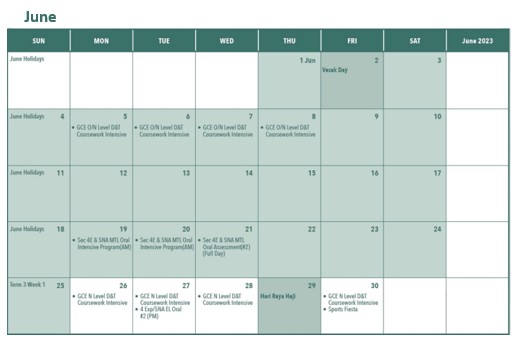 June
SUN MON TUE WED THU FRI SAT June 2023
June Holidays 1 Jun 2 3
Vesak Day
June Holidays 4 5 6 7 8 9 10
• GCE O/N Level D&T
Coursework Intensive
• GCE O/N Level D&T
Coursework Intensive
• GCE O/N Level D&T
Coursework Intensive
• GCE O/N Level D&T
Coursework Intensive
June Holidays 11 12 13 14 15 16 17
June Holidays 18 19 20 21 22 23 24
• Sec 4E & SNA MTL Oral
Intensive Program(AM)
• Sec 4E & SNA MTL Oral
Intensive Program(AM)
• Sec 4E & SNA MTL
Oral Assessment(#2)
(Full Day)
Term 3 Week 1 25 26 27 28 29 30
• GCE N Level D&T
Coursework Intensive
• GCE N Level D&T
Coursework Intensive
• 4 Exp/SNA EL Oral
#2 (PM)
• GCE N Level D&T
Coursework Intensive
Hari Raya Haji
• GCE N Level D&T
Coursework Intensive
• Sports Fiesta